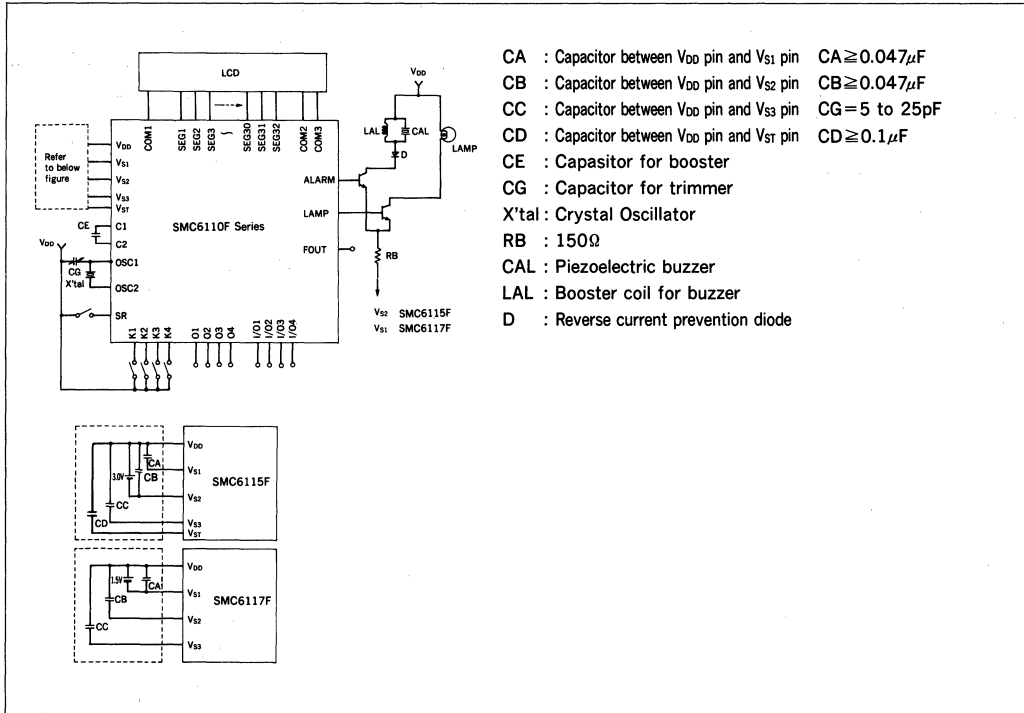 LCD
COM1
SEG1
SEG2
SEG3
SEG30
SEG31
SEG32
COM2
COM3
Refer
to below
figure
VDD
VS1
VS2
VS3
VST
CE
C1
C2
VDD
OSC1
CG
X'tal
OSC2
SR
K1
K2
K3
K4
O1
O2
O3
O4
I/O1
I/O2
I/O3
I/O4
SMC6110F Series
ALARM
LAMP
FOUT
VDD
LAL
CAL
D
LAMP
RB
VS2 SMC6115F
VS1 SMC6117F
CA : Capacitor between VDD pin and VS1 pin CA≧0.047μF
CB : Capacitor between VDD pin and VS2 pin CB≧0.047μF
CC : Capacitor between VDD pin and VS3 pin CG=5 to 25pF
CD : Capacitor between VDD pin and VST pin CD≧0.1μF
CE : Capasitor for booster
CG : Capacitor for trimmer
X'tal : Crystal Oscillator
RB : 150Ω
CAL : Piezoelectric buzzer
LAL : Booster coil for buzzer
D : Reverse current prevention diode
VDD
CA
VS1
3.0V
CB
SMC6115F
VS2
CC
VS3
CD
VST
VDD
1.5V
CA
VS1
CB
SMC6117F
VS2
CC
VS3